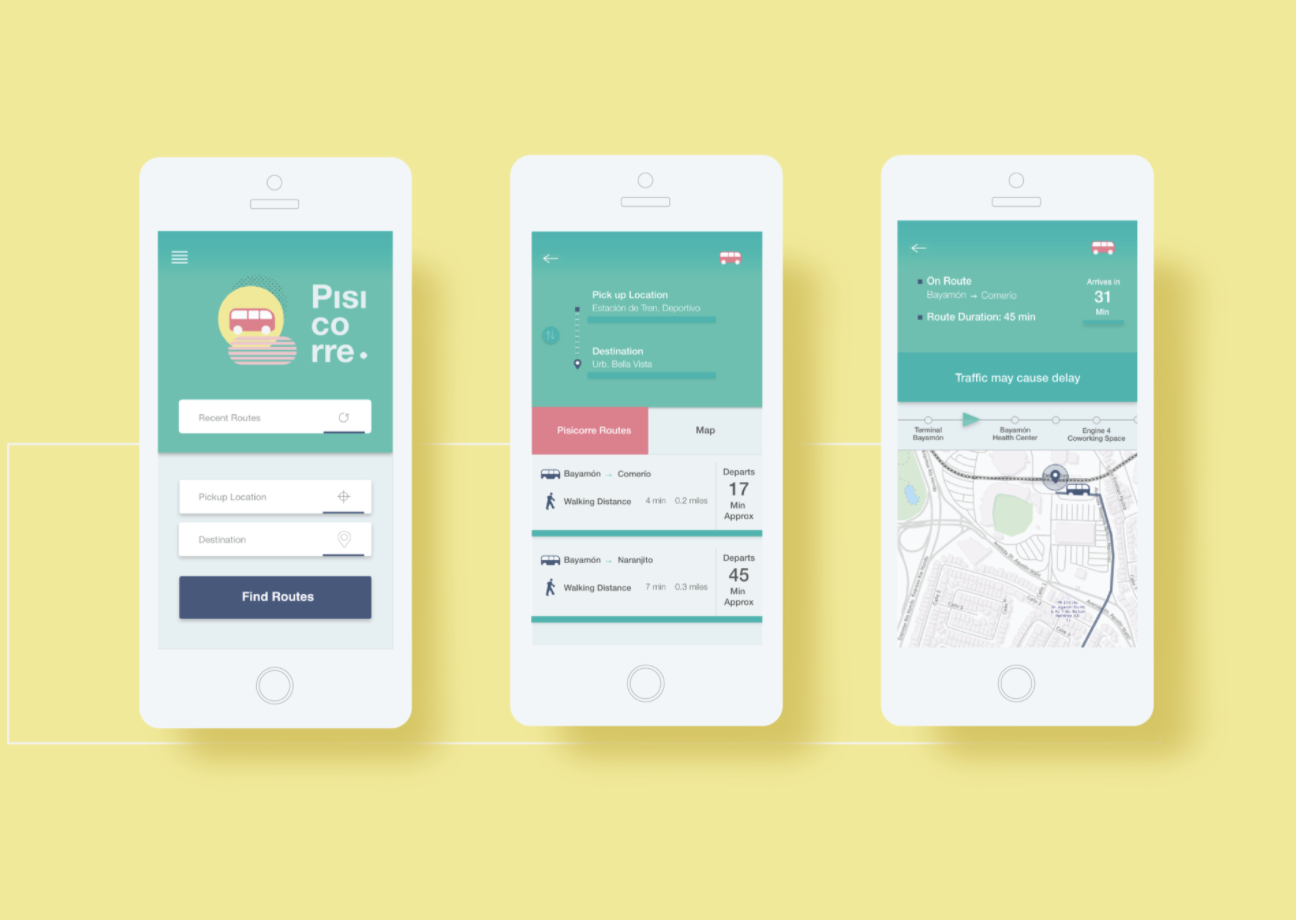 Pisi
co
rre
Recent Routes
Pickup Location
Destination
Find Routes
Pick up Location
Estación de Tren, Deportivo
Destination
Urb. Bella Vista
Pisicorre Routes
Map
Bayamón → Comerío
Walking Distance 4 min 0.2 miles
Departs
17
Min
Approx
Bayamón → Naranjito
Walking Distance 7 min 0.3 miles
Departs
45
Min
Approx
On Route
Bayamón → Comerío
Route Duration: 45 min
Arrives in
31
Min
Traffic may cause delay
Terminal
Bayamón
Bayamón
Health Center
Engine 4
Coworking Space